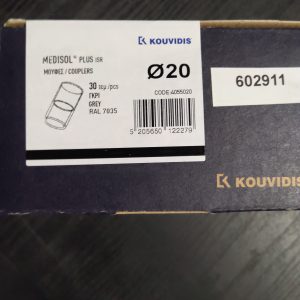 KOUVIDIS
MEDISOL™ PLUS iSR
ΜΟΥΦΕΣ / COUPLERS
Ø20
30 τεμ./pcs
ΓΚΡΙ
GREY
RAL 7035
CODE:4055020
5 205650 122279
602911
KOUVIDIS